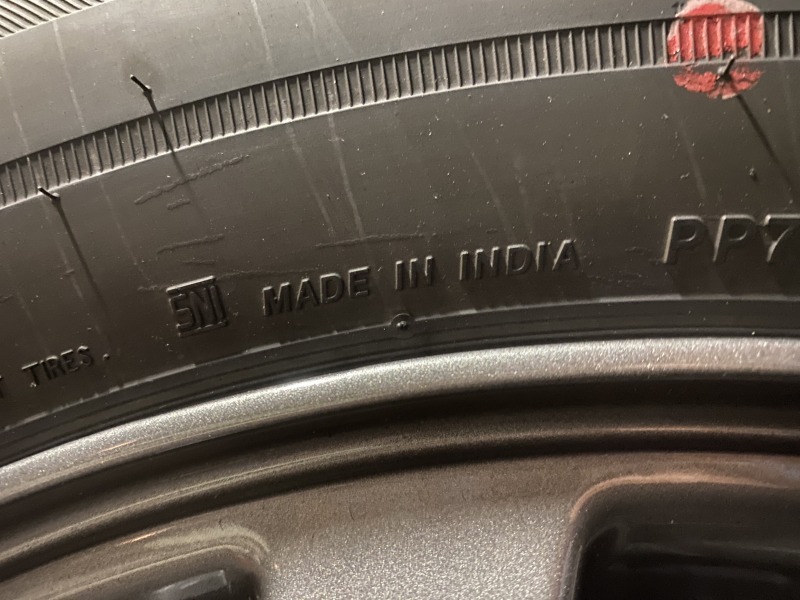 TIRES.
SNI MADE IN INDIA
PP7